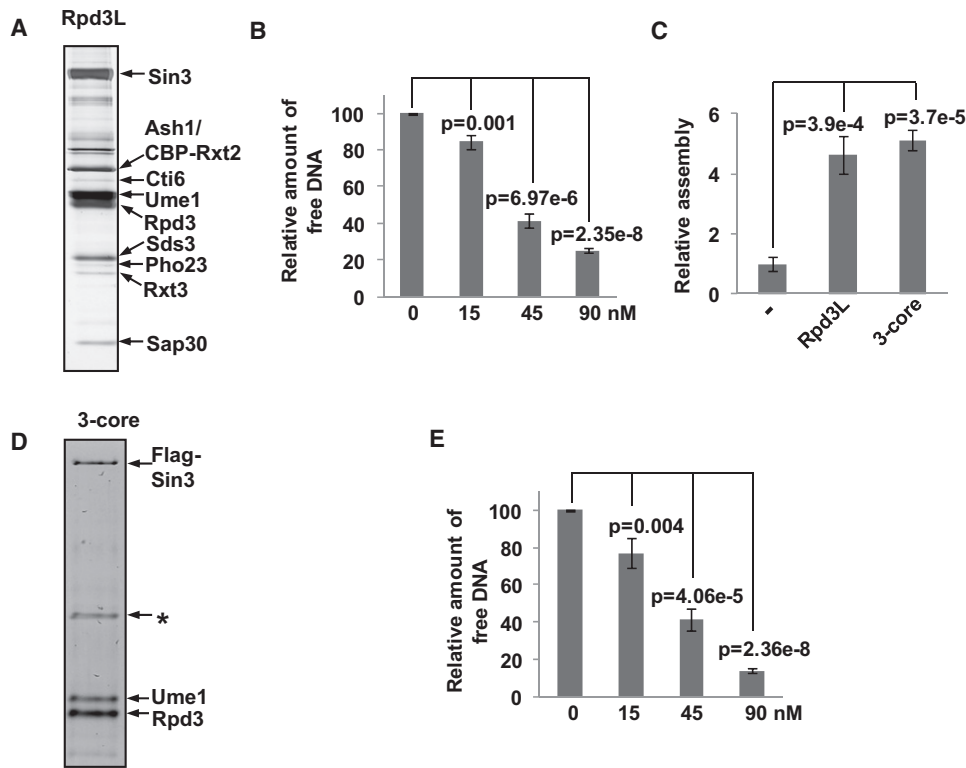 A
Rpd3L
Sin3
Ash1/
CBP-Rxt2
Cti6
Ume1
Rpd3
Sds3
Pho23
Rxt3
Sap30
B
Relative amount of
free DNA
100
80
60
40
20
0
p=0.001
p=6.97e-6
p=2.35e-8
0 15 45 90 nM
C
Relative assembly
6
4
2
0
p=3.9e-4
p=3.7e-5
-
Rpd3L
3-core
D
3-core
Flag-
Sin3
*
Ume1
Rpd3
E
Relative amount of
free DNA
100
80
60
40
20
0
p=0.004
p=4.06e-5
p=2.36e-8
0 15 45 90 nM